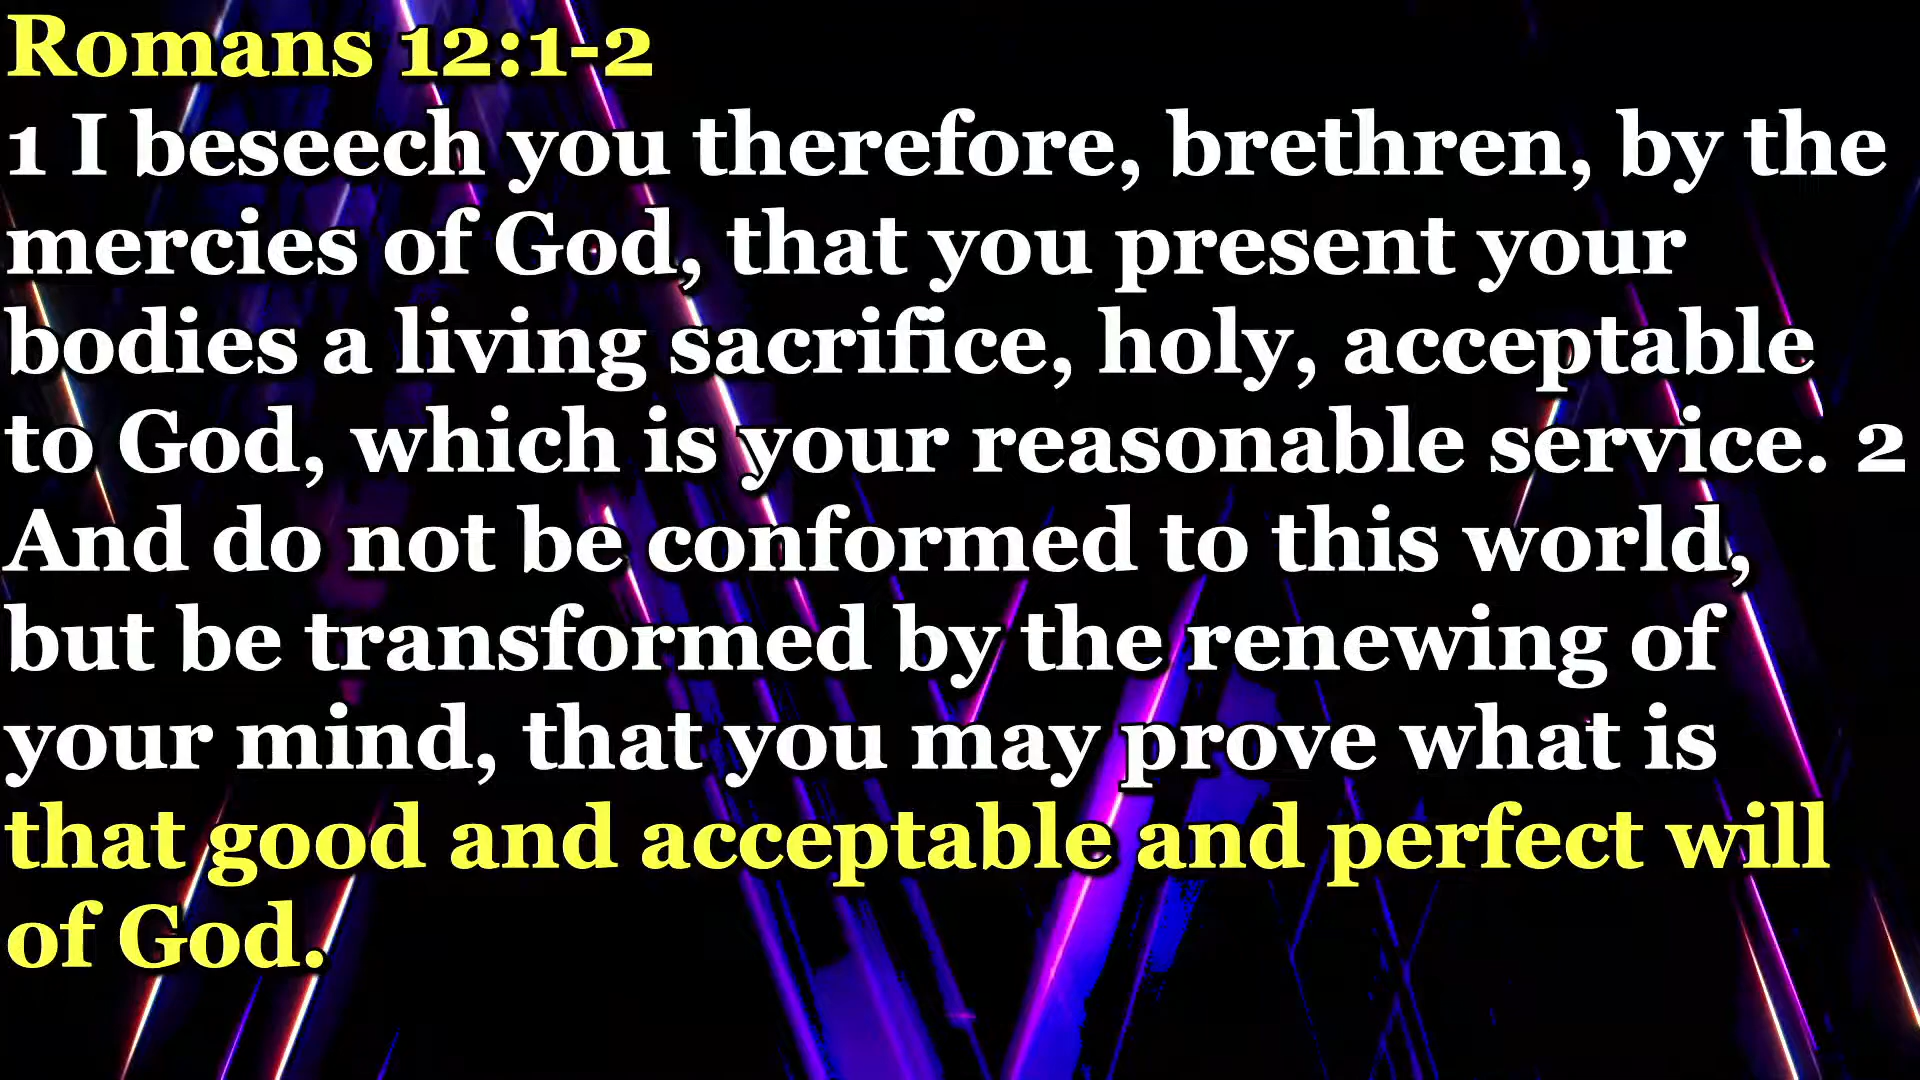 Romans 12:1-2
1 I beseech you therefore, brethren, by the
mercies of God, that you present your
bodies a living sacrifice, holy, acceptable
to God, which is your reasonable service. 2
And do not be conformed to this world,
but be transformed by the renewing of
your mind, that you may prove what is
that good and acceptable and perfect will
of God.